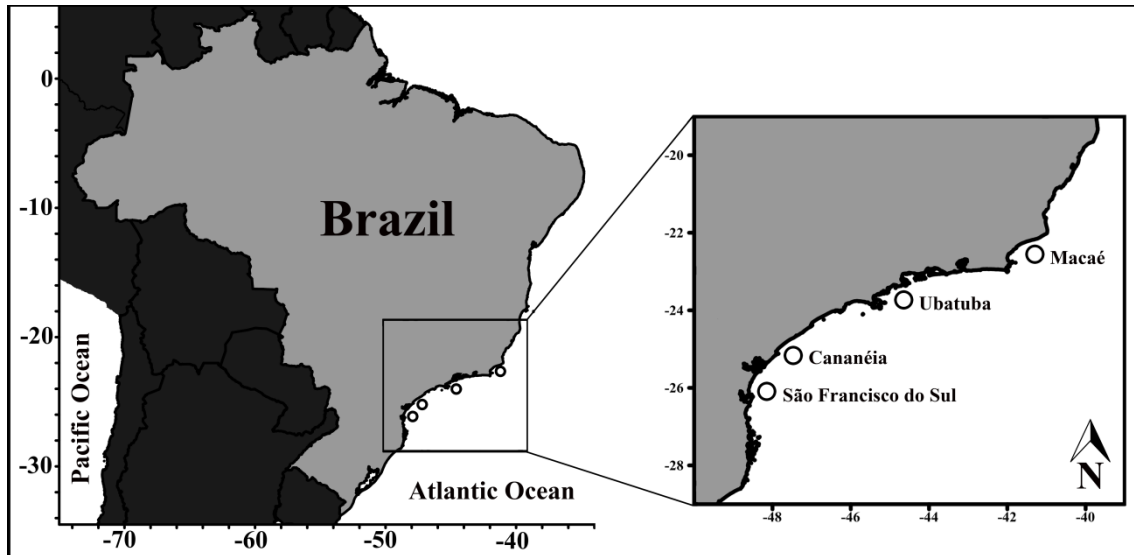 0
-10
-20
-30
-70
-60
-50
-40
Brazil
Pacific Ocean
Atlantic Ocean
-20
-22
-24
-26
-28
-48
-46
-44
-42
-40
Macaé
Ubatuba
Cananéia
São Francisco do Sul
N